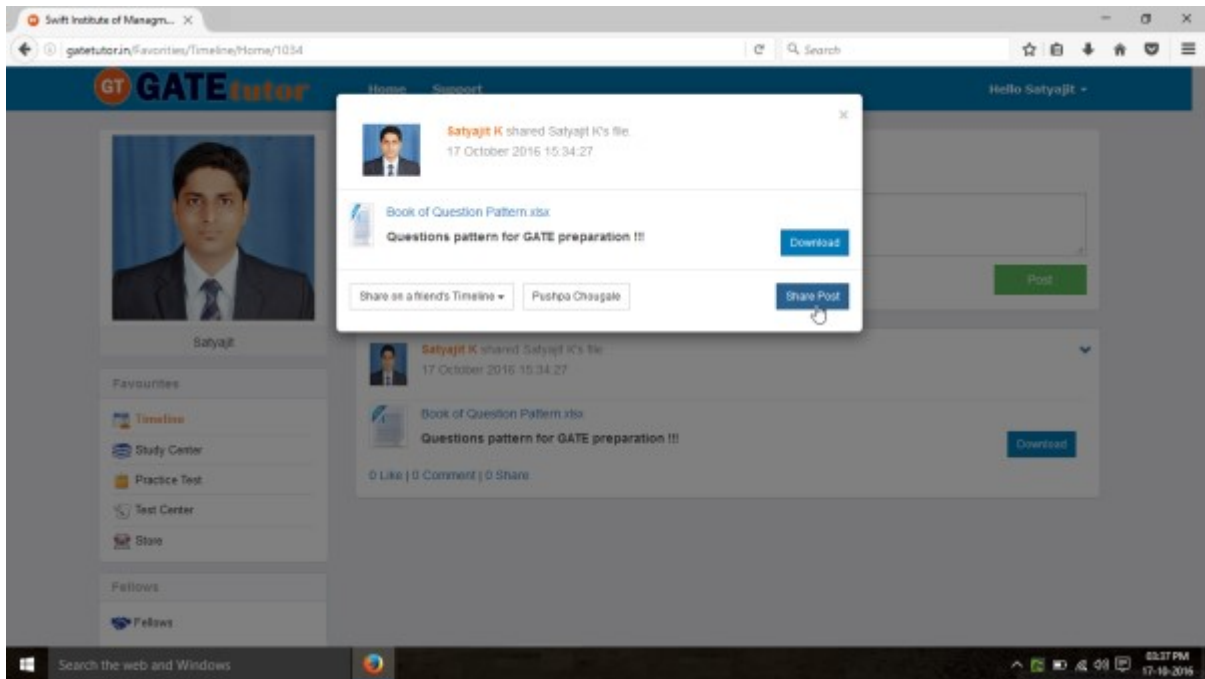 Swift Institute of Managm...
gatetutor.in/Favorities/Timeline/Home/1034
Search
GT GATEtutor
Home Support
Hello Satyajit
Satyajit K shared Satyajit K's file.
17 October 2016 15:34:27
Book of Question Pattern.xlsx
Questions pattern for GATE preparation !!!
Download
Share on a friend's Timeline
Pushpa Chaugale
Share Post
Post
Satyajit
Satyajit K shared Satyajit K's file
17 October 2016 15:34:27
Book of Question Pattern.xlsx
Questions pattern for GATE preparation !!!
Download
0 Like | 0 Comment | 0 Share
Favourites
Timeline
Study Center
Practice Test
Test Center
Store
Fellows
Fellows
Search the web and Windows
03:37 PM
17-10-2016